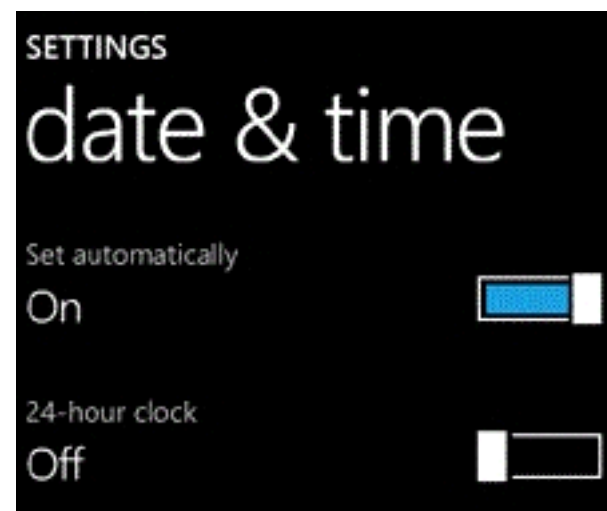 SETTINGS
date & time
Set automatically
On
24-hour clock
Off